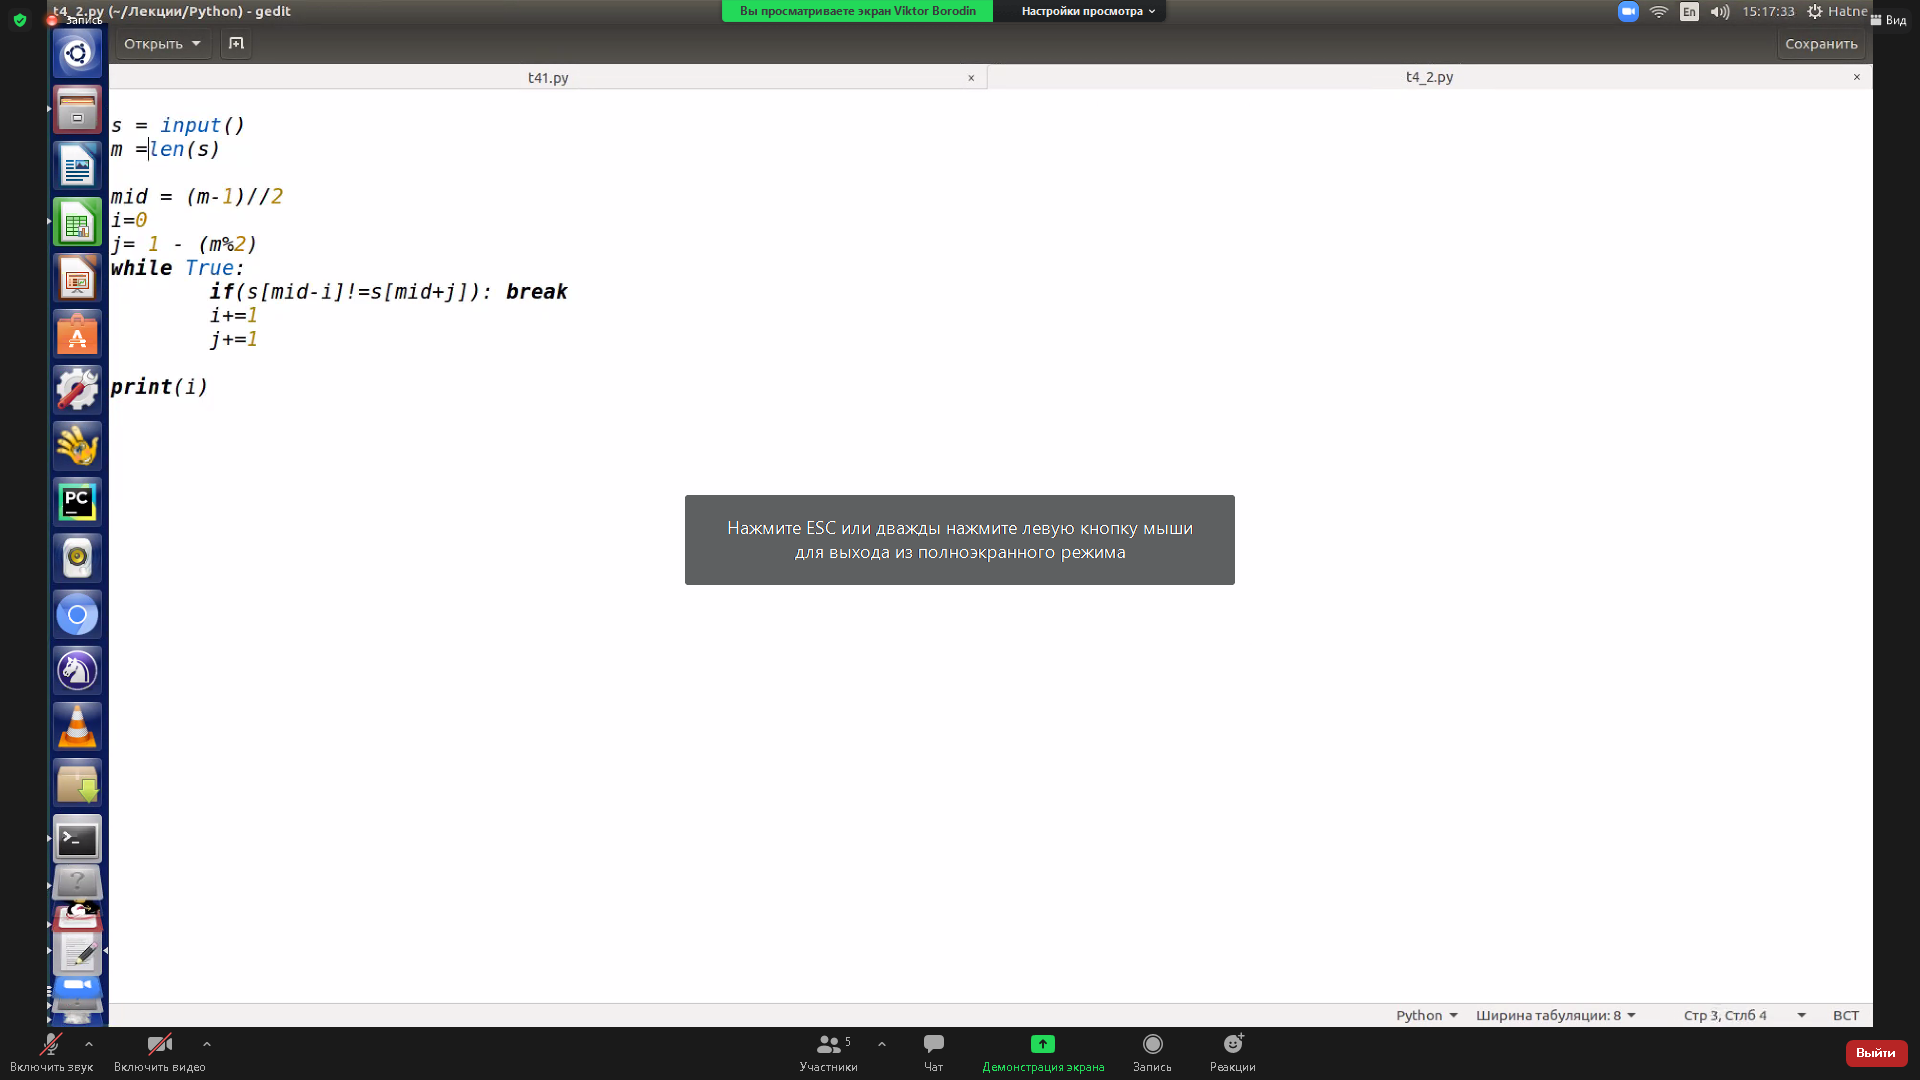 t4_2.py (~/Лекции/Python) - gedit
Запись
Вы просматриваете экран Viktor Borodin
Настройки просмотра
En
15:17:33
Hatne
Вид
Открыть
Сохранить
t41.py
t4_2.py
s = input()
m =len(s)
mid = (m-1)//2
i=0
j= 1 - (m%2)
while True:
if(s[mid-i]!=s[mid+j]): break
i+=1
j+=1
print(i)
Нажмите ESC или дважды нажмите левую кнопку мыши
для выхода из полноэкранного режима
PC
Python
Ширина табуляции: 8
Стр 3, Стлб 4
ВСТ
Включить звук
Включить видео
5
Участники
Чат
Демонстрация экрана
Запись
Реакции
Выйти